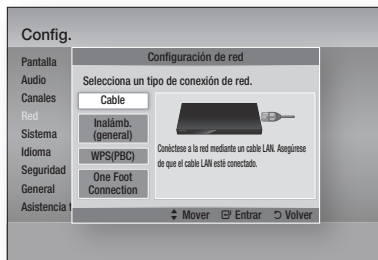 Config.
Pantalla
Audio
Canales
Red
Sistema
Idioma
Seguridad
General
Asistencia
Configuración de red
Selecciona un tipo de conexión de red.
Cable
Inalámb.
(general)
WPS(PBC)
One Foot
Connection
Conéctese a la red mediante un cable LAN. Asegúrese
de que el cable LAN esté conectado.
Mover Entrar Volver